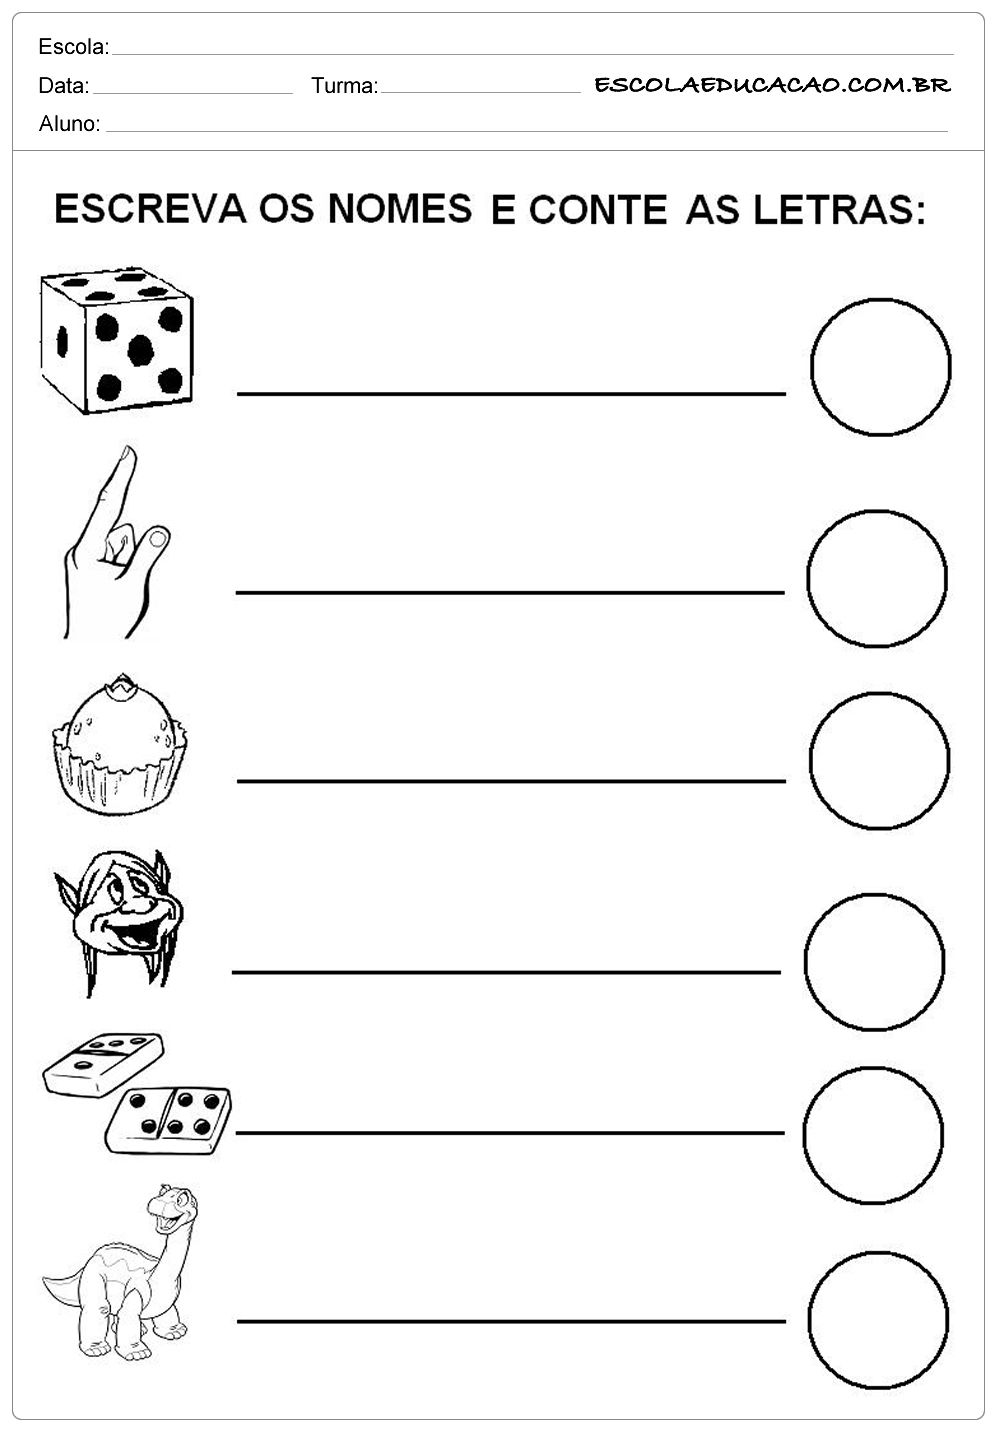 Escola:
Data: Turma: ESCOLAEDUCACAO.COM.BR
Aluno:
ESCREVA OS NOMES E CONTE AS LETRAS: